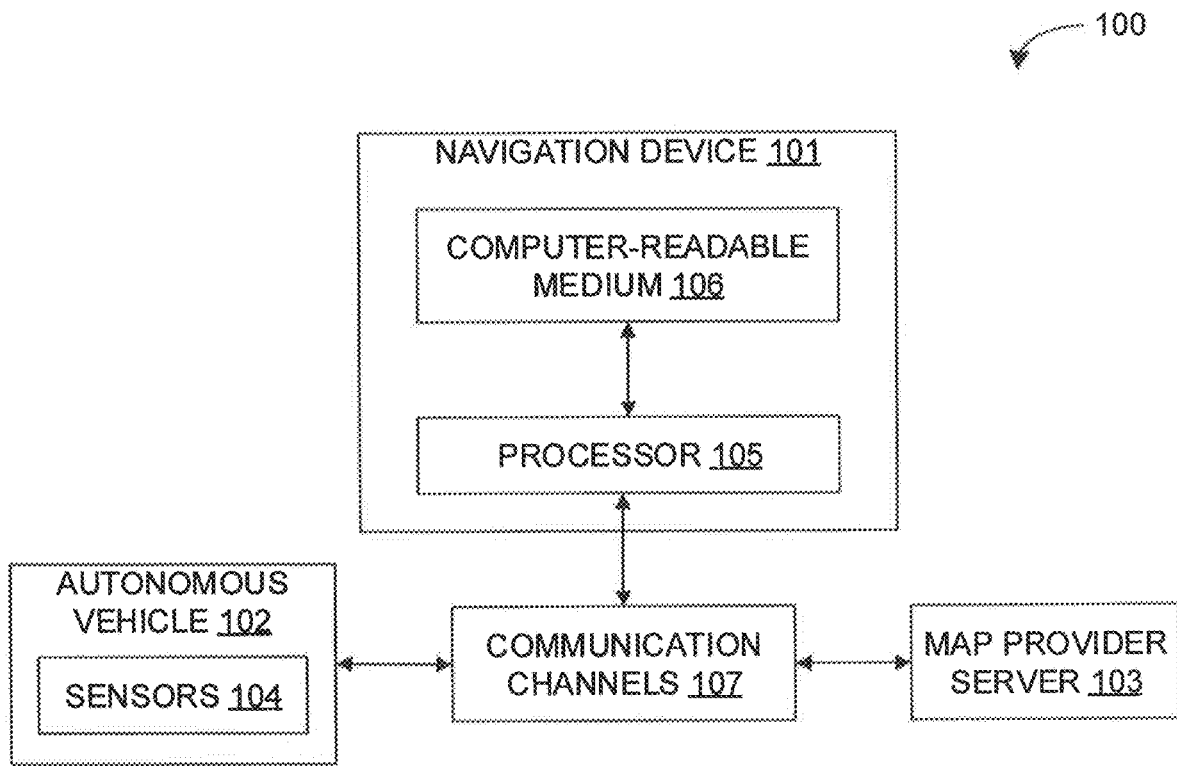 100
NAVIGATION DEVICE 101
COMPUTER-READABLE
MEDIUM 106
PROCESSOR 105
AUTONOMOUS
VEHICLE 102
SENSORS 104
COMMUNICATION
CHANNELS 107
MAP PROVIDER
SERVER 103